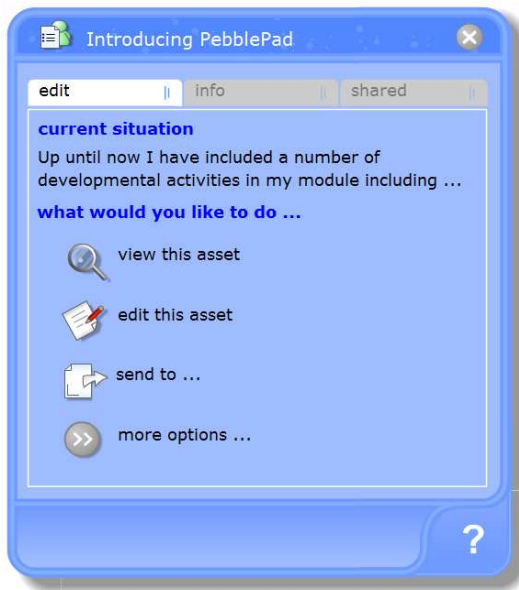 Introducing PebblePad
edit
info
shared
current situation
Up until now I have included a number of
developmental activities in my module including ...
what would you like to do ...
view this asset
edit this asset
send to ...
more options ...
?